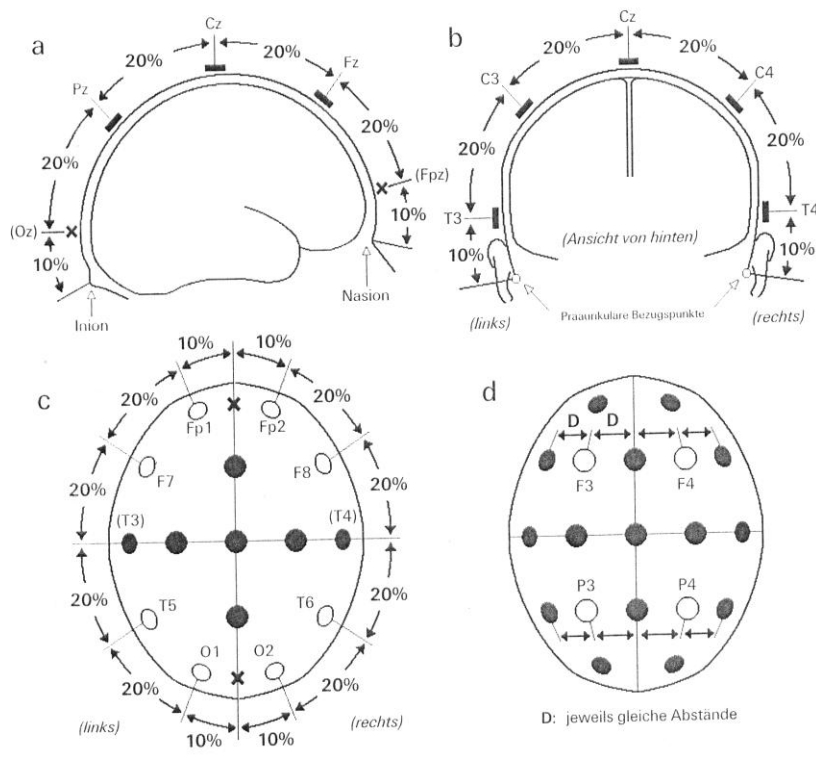 a
Cz
20%
20%
Pz
Fz
20%
20%
(Oz)
(Fpz)
10%
10%
Inion
Nasion
b
Cz
20%
20%
C3
C4
20%
20%
T3
T4
(Ansicht von hinten)
10%
10%
Präaurikuläre Bezugspunkte
(links)
(rechts)
c
10%
10%
20%
20%
Fp1
Fp2
F7
F8
20%
20%
(T3)
(T4)
20%
20%
T5
T6
O1
O2
20%
20%
10%
10%
(links)
(rechts)
d
D
D
F3
F4
P3
P4
D: jeweils gleiche Abstände